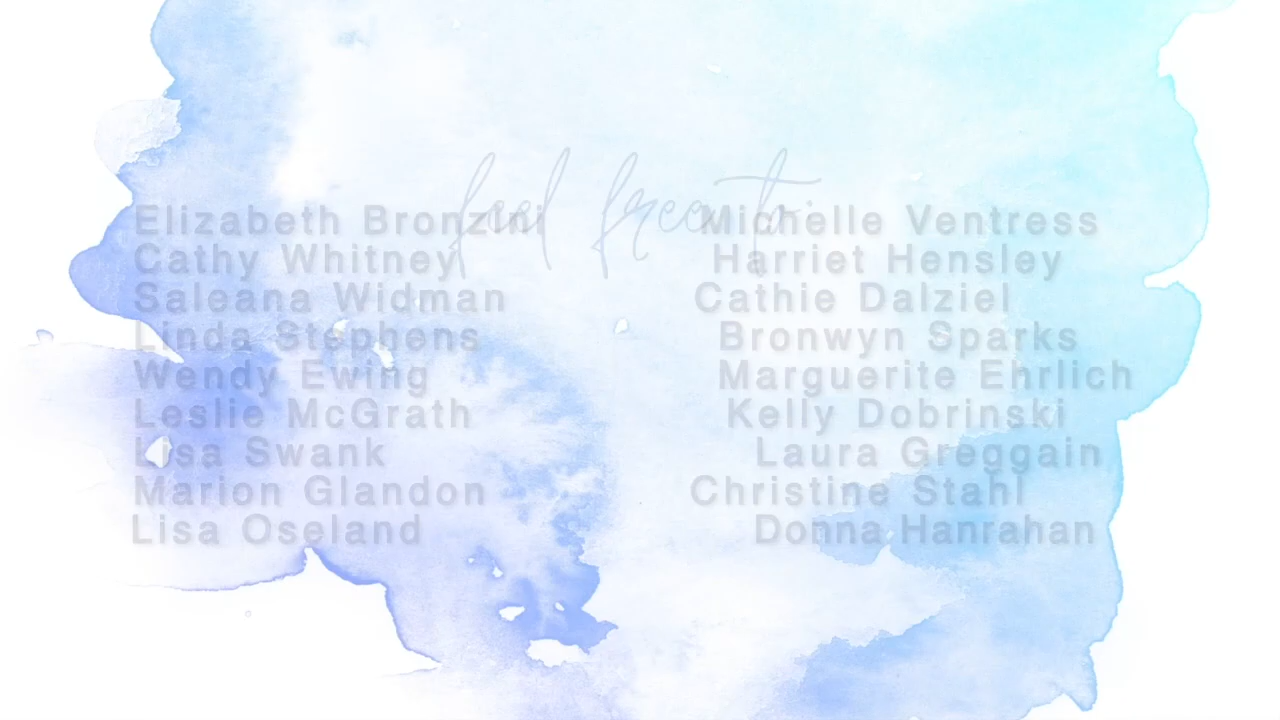 feel free to:
Elizabeth Bronzini Michelle Ventress
Cathy Whitney Harriet Hensley
Saleana Widman Cathie Dalziel
Linda Stephens Bronwyn Sparks
Wendy Ewing Marguerite Ehrlich
Leslie McGrath Kelly Dobrinski
Lisa Swank Laura Greggain
Marion Glandon Christine Stahl
Lisa Oseland Donna Hanrahan